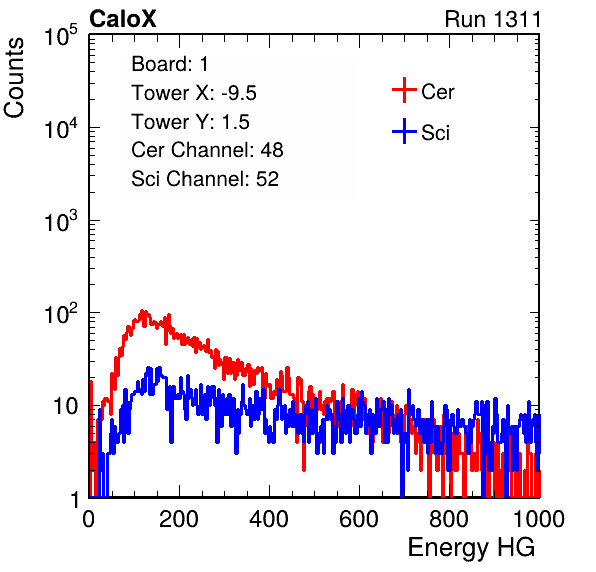 CaloX Run 1311
Counts
Board: 1
Tower X: -9.5
Tower Y: 1.5
Cer Channel: 48
Sci Channel: 52
Cer
Sci
10^5
10^4
10^3
10^2
10
1
0 200 400 600 800 1000
Energy HG